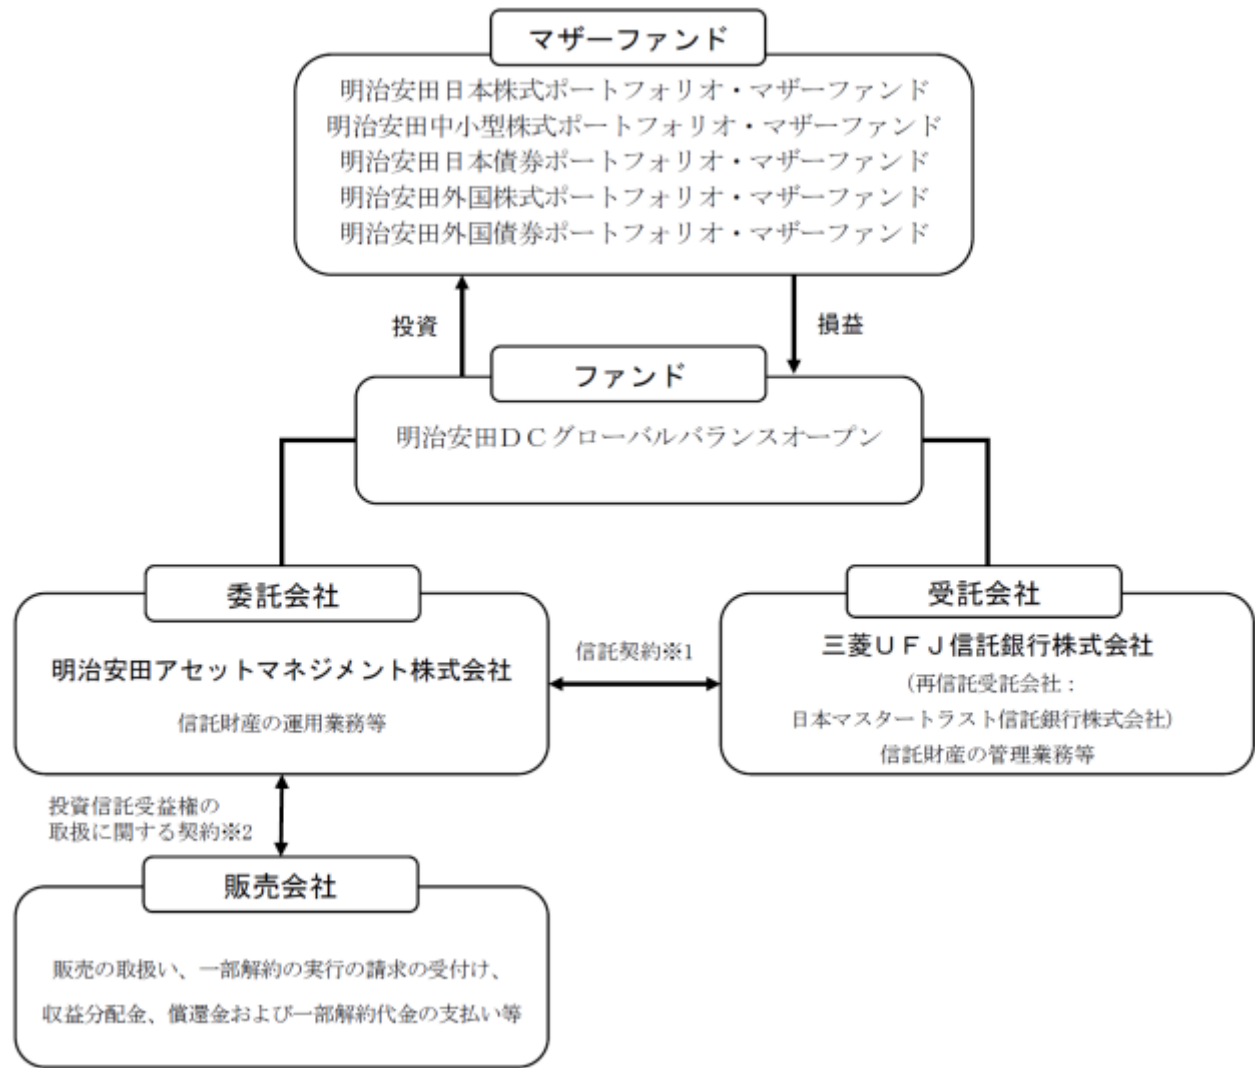 マザーファンド
明治安田日本株式ポートフォリオ・マザーファンド
明治安田中小型株式ポートフォリオ・マザーファンド
明治安田日本債券ポートフォリオ・マザーファンド
明治安田外国株式ポートフォリオ・マザーファンド
明治安田外国債券ポートフォリオ・マザーファンド
投資
損益
ファンド
明治安田ＤＣグローバルバランスオープン
委託会社
明治安田アセットマネジメント株式会社
信託財産の運用業務等
信託契約※1
受託会社
三菱ＵＦＪ信託銀行株式会社
（再信託受託会社：
日本マスタートラスト信託銀行株式会社）
信託財産の管理業務等
投資信託受益権の
取扱に関する契約※2
販売会社
販売の取扱い、一部解約の実行の請求の受付け、
収益分配金、償還金および一部解約代金の支払い等